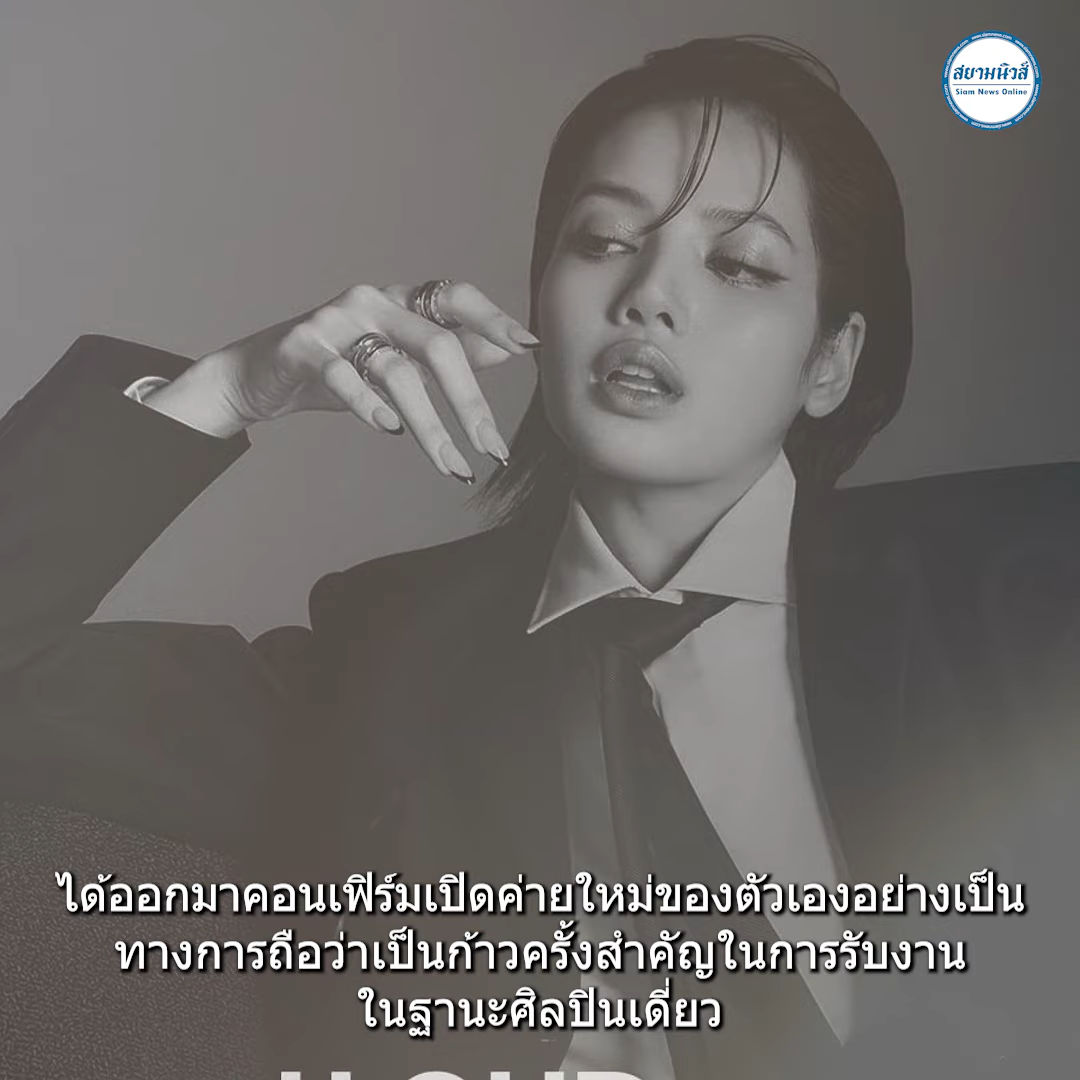 สยามนิวส์
Siam News Online
ได้ออกมาคอนเฟิร์มเปิดค่ายใหม่ของตัวเองอย่างเป็น
ทางการถือว่าเป็นก้าวครั้งสำคัญในการรับงาน
ในฐานะศิลปินเดี่ยว